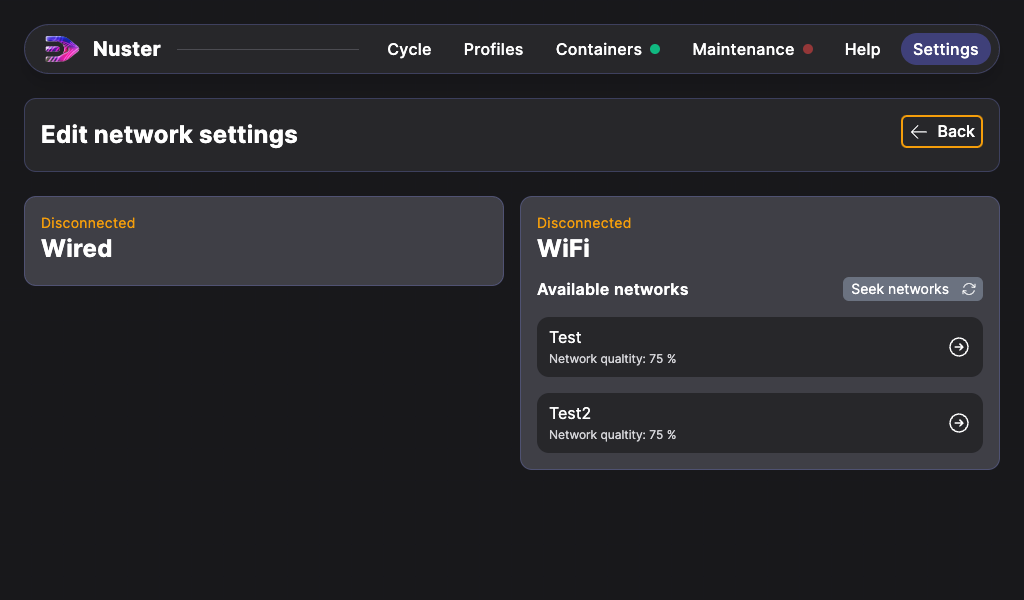 Nuster
Cycle
Profiles
Containers
Maintenance
Help
Settings
Edit network settings
Back
Disconnected
Wired
Disconnected
WiFi
Available networks
Seek networks
Test
Network qualtity: 75 %
Test2
Network qualtity: 75 %